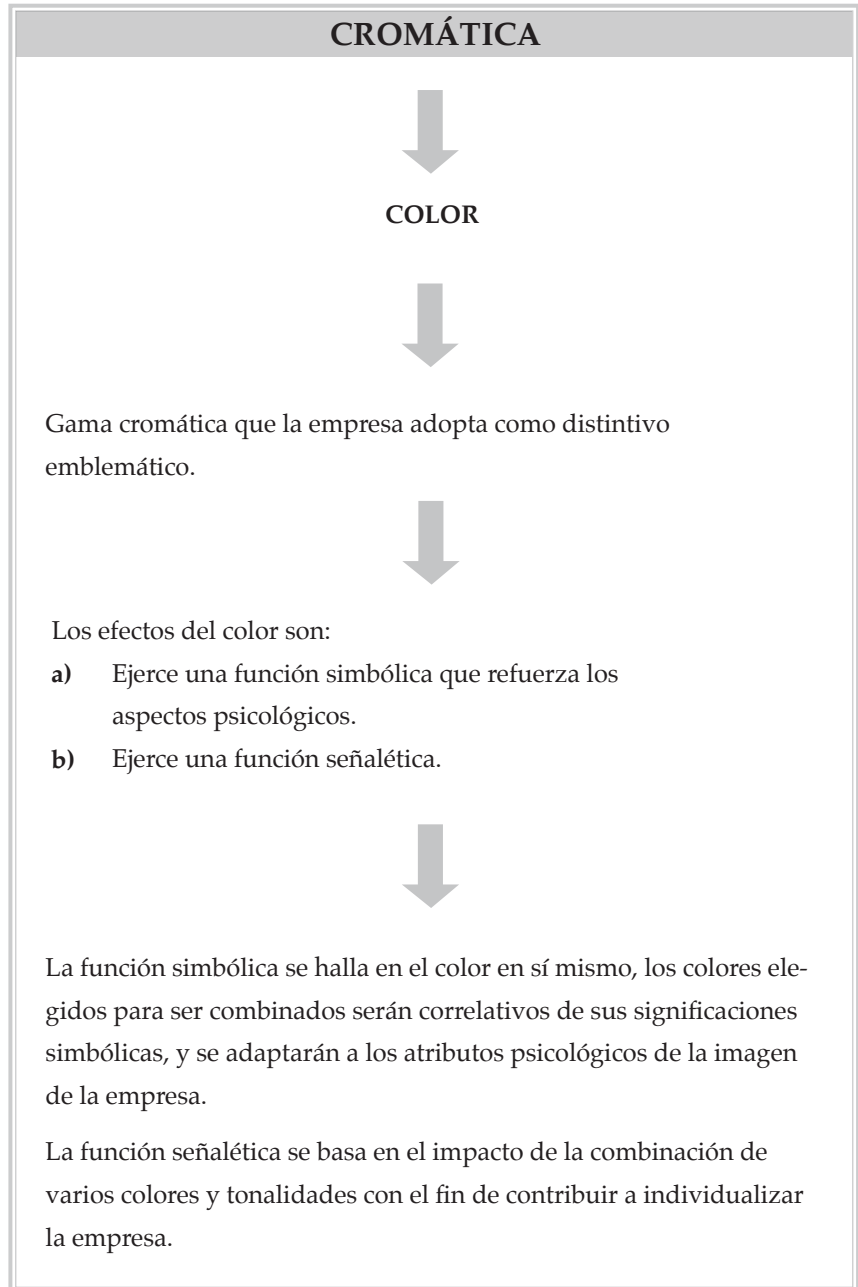 CROMÁTICA
COLOR
Gama cromática que la empresa adopta como distintivo
emblemático.
Los efectos del color son:
a) Ejerce una función simbólica que refuerza los
aspectos psicológicos.
b) Ejerce una función señalética.
La función simbólica se halla en el color en sí mismo, los colores ele-
gidos para ser combinados serán correlativos de sus significaciones
simbólicas, y se adaptarán a los atributos psicológicos de la imagen
de la empresa.
La función señalética se basa en el impacto de la combinación de
varios colores y tonalidades con el fin de contribuir a individualizar
la empresa.